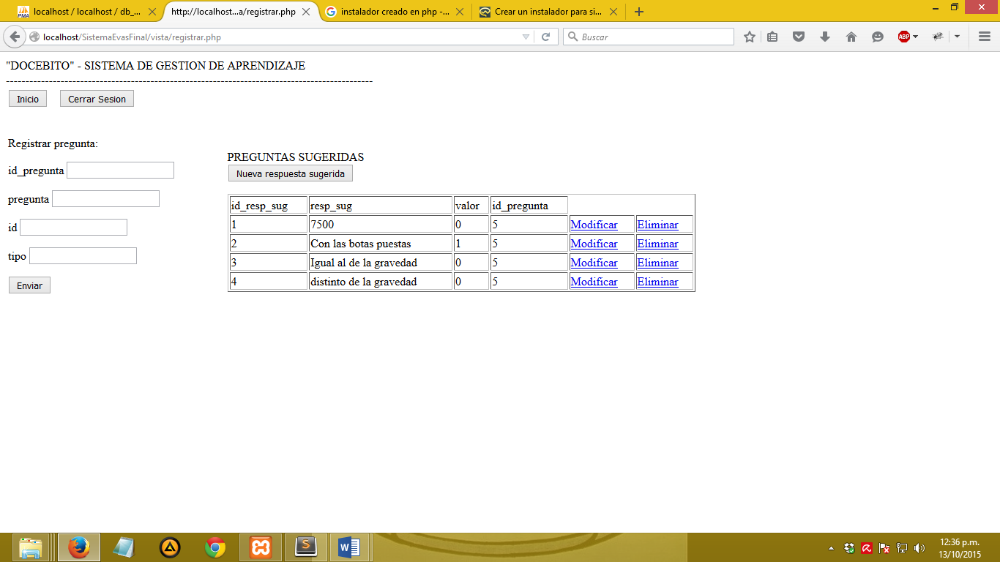 localhost / localhost / db_...
http://localhost...a/registrar.php
instalador creado en php -...
Crear un instalador para si...
localhost/SistemaEvasFinal/vista/registrar.php
Buscar
ABP
"DOCEBITO" - SISTEMA DE GESTION DE APRENDIZAJE
Inicio Cerrar Sesion
Registrar pregunta:
id_pregunta
pregunta
id
tipo
Enviar
PREGUNTAS SUGERIDAS
Nueva respuesta sugerida
id_resp_sug resp_sug valor id_pregunta
1 7500 0 5 Modificar Eliminar
2 Con las botas puestas 1 5 Modificar Eliminar
3 Igual al de la gravedad 0 5 Modificar Eliminar
4 distinto de la gravedad 0 5 Modificar Eliminar
12:36 p.m.
13/10/2015